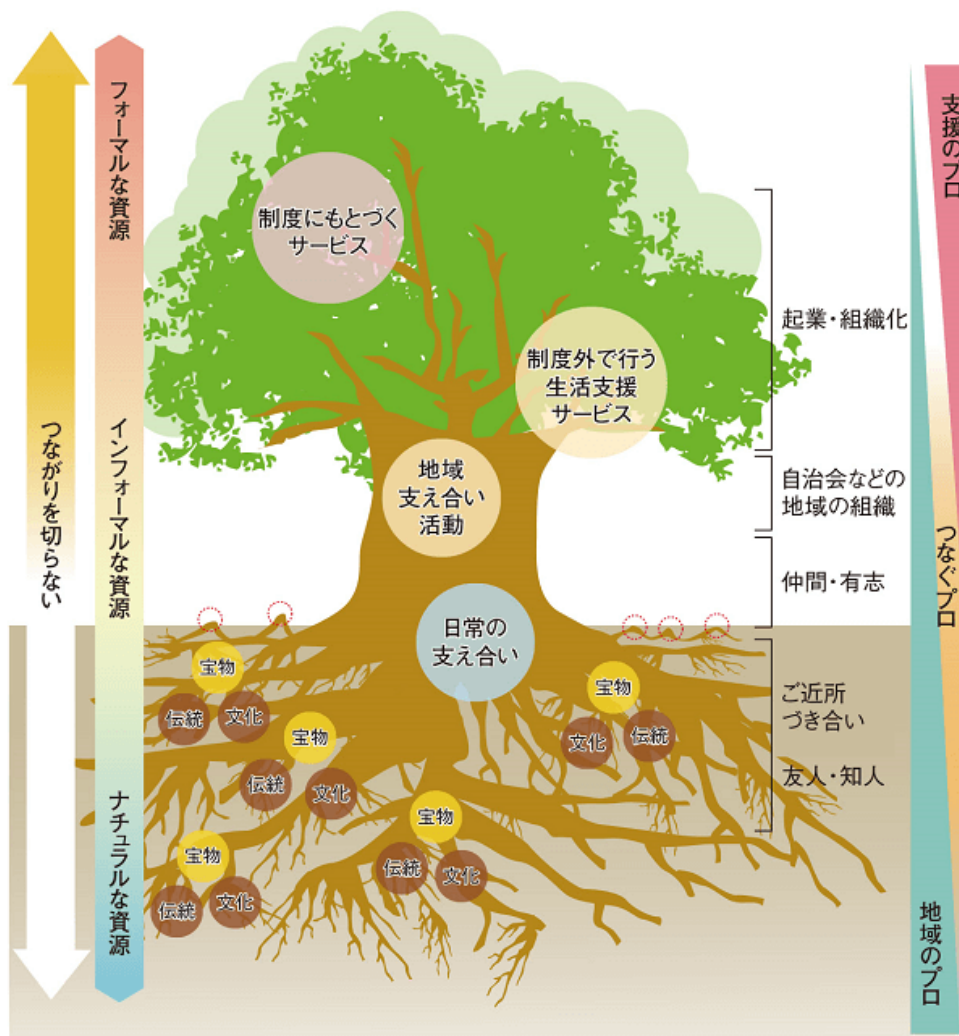 つながりを切らない
フォーマルな資源
インフォーマルな資源
ナチュラルな資源
制度にもとづく
サービス
制度外で行う
生活支援
サービス
地域
支え合い
活動
日常の
支え合い
宝物
伝統
文化
宝物
伝統
文化
宝物
伝統
文化
宝物
伝統
文化
宝物
文化
伝統
起業・組織化
自治会などの
地域の組織
仲間・有志
ご近所
づき合い
友人・知人
支援のプロ
つなぐプロ
地域のプロ